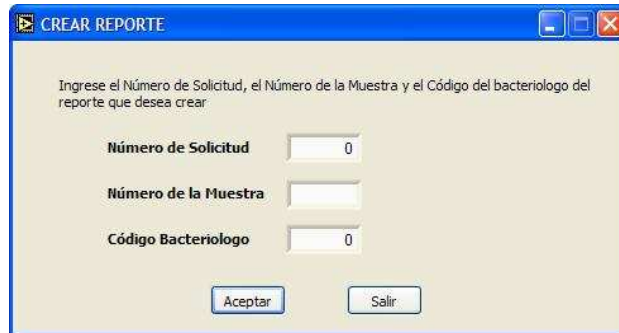 CREAR REPORTE
Ingrese el Número de Solicitud, el Número de la Muestra y el Código del bacteriologo del
reporte que desea crear
Número de Solicitud 0
Número de la Muestra
Código Bacteriologo 0
Aceptar Salir